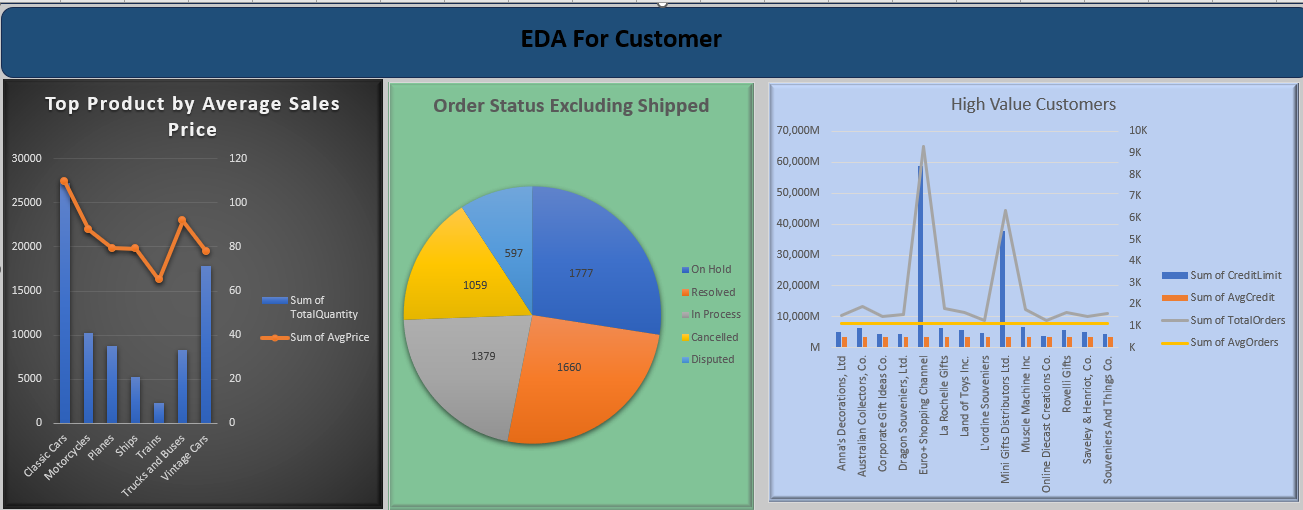 EDA For Customer
Top Product by Average Sales
Price
30000
25000
20000
15000
10000
5000
0
120
100
80
60
40
20
0
Classic Cars
Motorcycles
Planes
Ships
Trains
Trucks and Buses
Vintage Cars
Sum of
TotalQuantity
Sum of AvgPrice
Order Status Excluding Shipped
597
1777
1059
1379
1660
On Hold
Resolved
In Process
Cancelled
Disputed
High Value Customers
70,000M
60,000M
50,000M
40,000M
30,000M
20,000M
10,000M
M
10K
9K
8K
7K
6K
5K
4K
3K
2K
1K
K
Anna's Decorations, Ltd
Australian Collectors, Co.
Corporate Gift Ideas Co.
Dragon Souveniers, Ltd.
Euro+ Shopping Channel
La Rochelle Gifts
Land of Toys Inc.
L'ordine Souveniers
Mini Gifts Distributors Ltd.
Muscle Machine Inc
Online Diecast Creations Co.
Rovelli Gifts
Saveley & Henriot, Co.
Souveniers And Things Co.
Sum of CreditLimit
Sum of AvgCredit
Sum of TotalOrders
Sum of AvgOrders